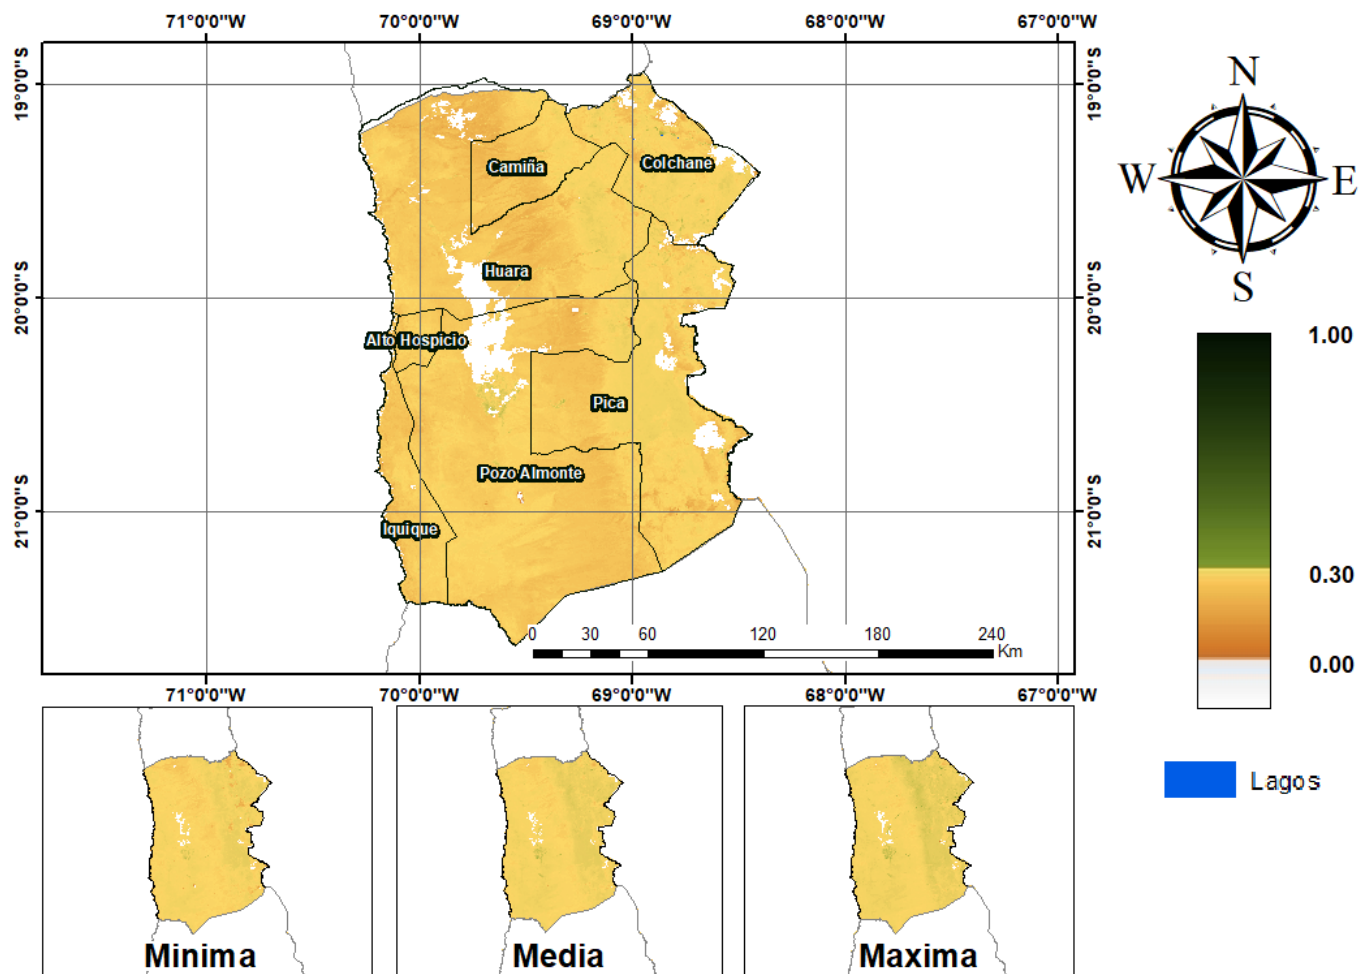 71°0'0"W 70°0'0"W 69°0'0"W 68°0'0"W 67°0'0"W
19°0'0"S 19°0'0"S
Camiña Colchane
Huara
20°0'0"S 20°0'0"S
Alto Hospicio
Pica
Pozo Almonte
21°0'0"S 21°0'0"S
Iquique
0 30 60 120 180 240
Km
71°0'0"W 70°0'0"W 69°0'0"W 68°0'0"W 67°0'0"W
N
W E
S
1.00
0.30
0.00
Lagos
Minima Media Maxima